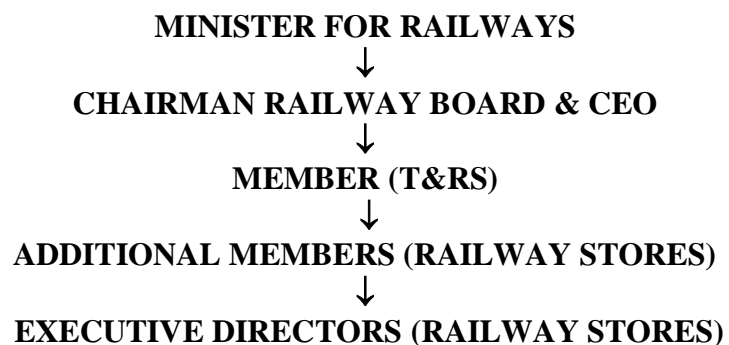 MINISTER FOR RAILWAYS
↓
CHAIRMAN RAILWAY BOARD & CEO
↓
MEMBER (T&RS)
↓
ADDITIONAL MEMBERS (RAILWAY STORES)
↓
EXECUTIVE DIRECTORS (RAILWAY STORES)